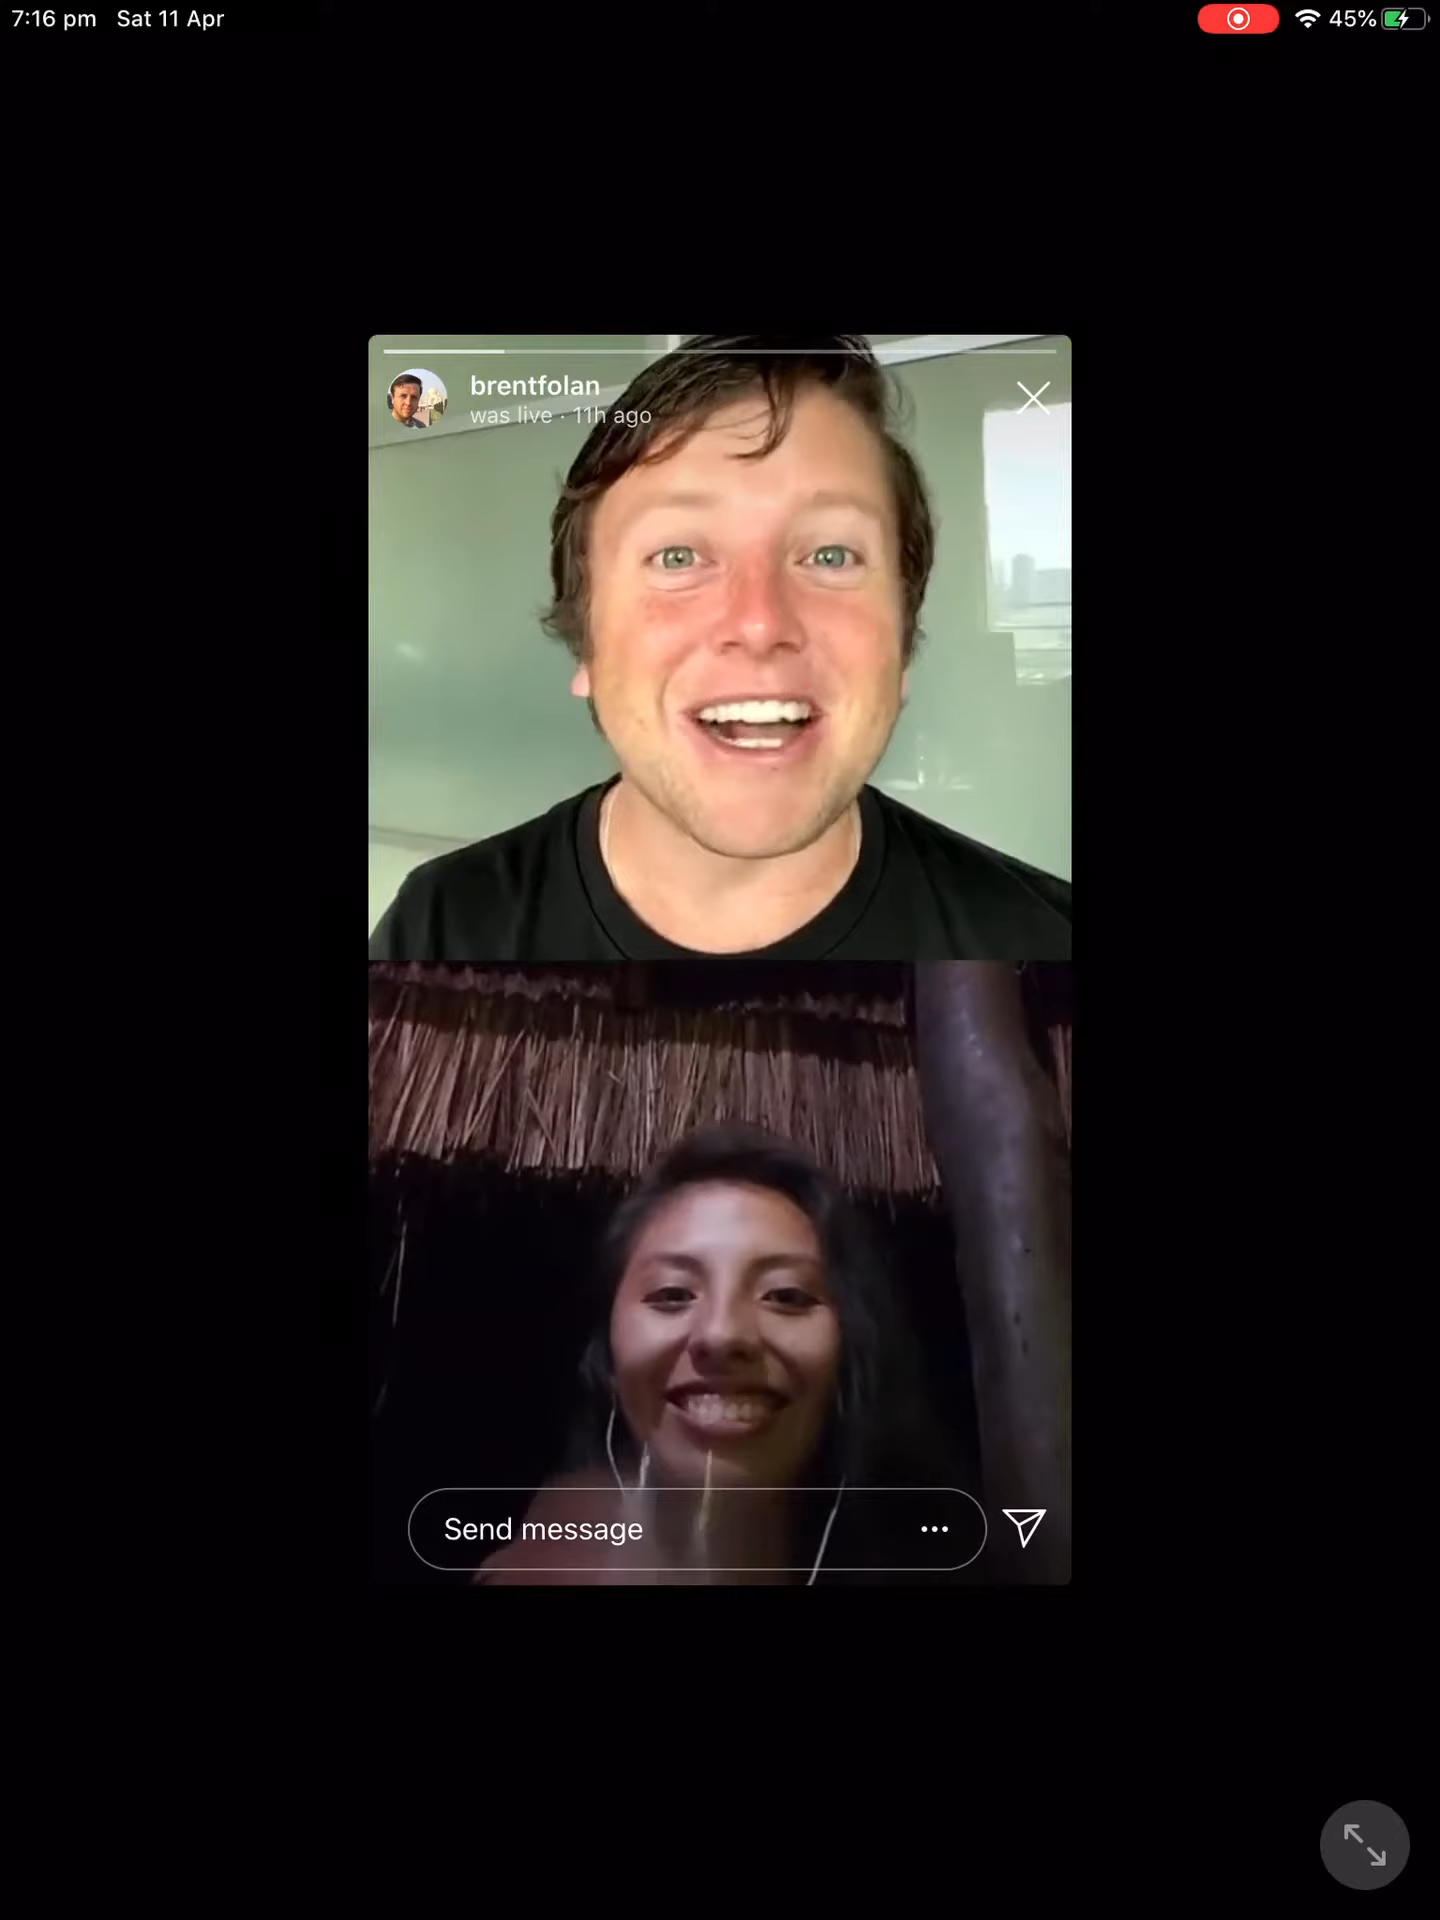 7:16 pm Sat 11 Apr
45%
brentfolan
was live · 11h ago
Send message